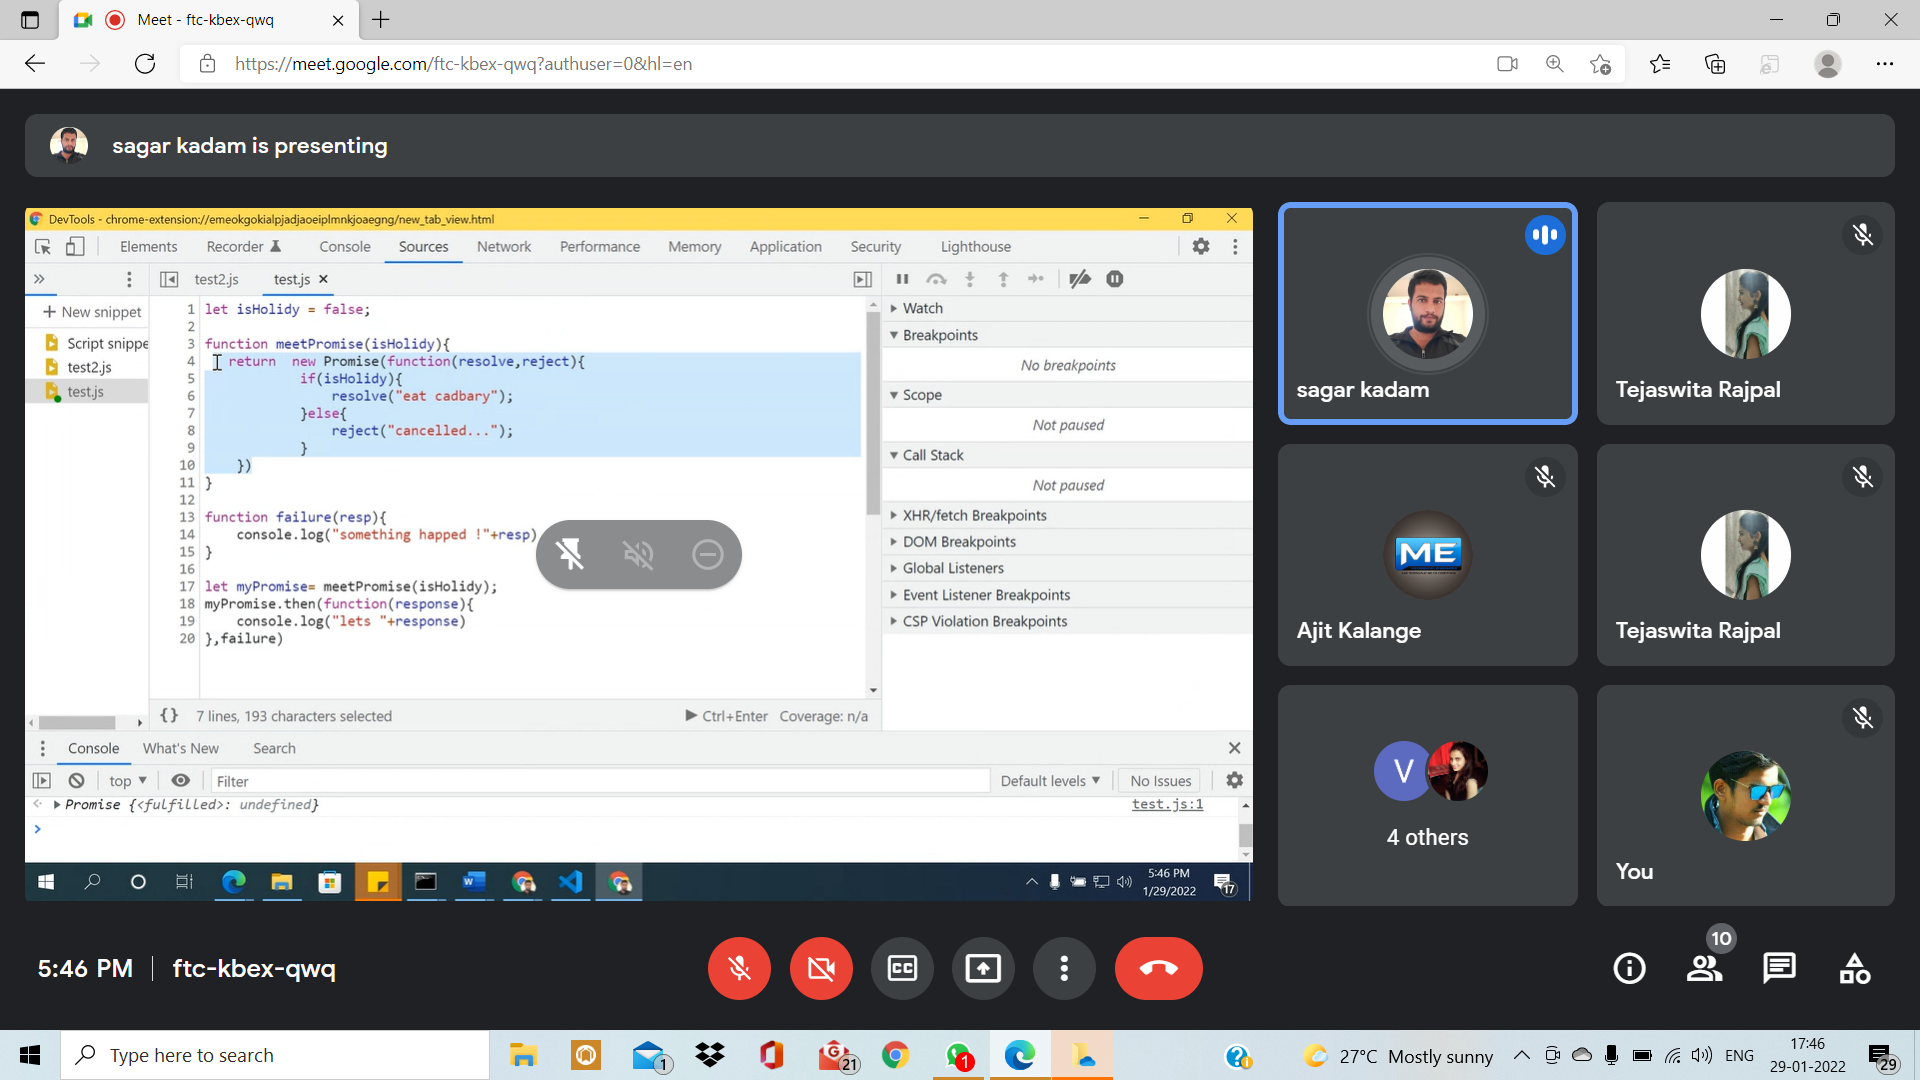 Meet - ftc-kbex-qwq
https://meet.google.com/ftc-kbex-qwq?authuser=0&hl=en
sagar kadam is presenting
DevTools - chrome-extension://emeokgokialpjadjaoeiplmnkjoaegng/new_tab_view.html
Elements Recorder Console Sources Network Performance Memory Application Security Lighthouse
test2.js test.js
+ New snippet
Script snippe
test2.js
test.js
1 let isHolidy = false;
2
3 function meetPromise(isHolidy){
4 return new Promise(function(resolve,reject){
5 if(isHolidy){
6 resolve("eat cadbary");
7 }else{
8 reject("cancelled...");
9 }
10 })
11 }
12
13 function failure(resp){
14 console.log("something happed !"+resp)
15 }
16
17 let myPromise= meetPromise(isHolidy);
18 myPromise.then(function(response){
19 console.log("lets "+response)
20 },failure)
{} 7 lines, 193 characters selected Ctrl+Enter Coverage: n/a
Watch
Breakpoints
No breakpoints
Scope
Not paused
Call Stack
Not paused
XHR/fetch Breakpoints
DOM Breakpoints
Global Listeners
Event Listener Breakpoints
CSP Violation Breakpoints
Console What's New Search
top Filter Default levels No Issues
Promise {<fulfilled>: undefined} test.js:1
5:46 PM
1/29/2022
17
sagar kadam
Tejaswita Rajpal
ME
Ajit Kalange
Tejaswita Rajpal
V
4 others
You
5:46 PM ftc-kbex-qwq
CC
10
Type here to search
1
21
1
27°C Mostly sunny
ENG
17:46
29-01-2022
29